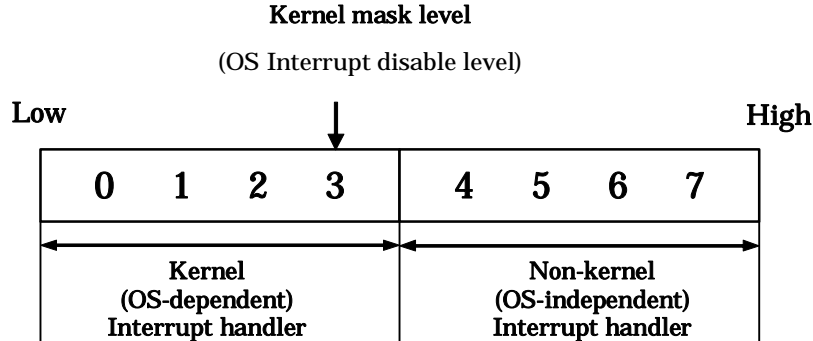 Kernel mask level
(OS Interrupt disable level)
Low
High
0 1 2 3 4 5 6 7
Kernel
(OS-dependent)
Interrupt handler
Non-kernel
(OS-independent)
Interrupt handler